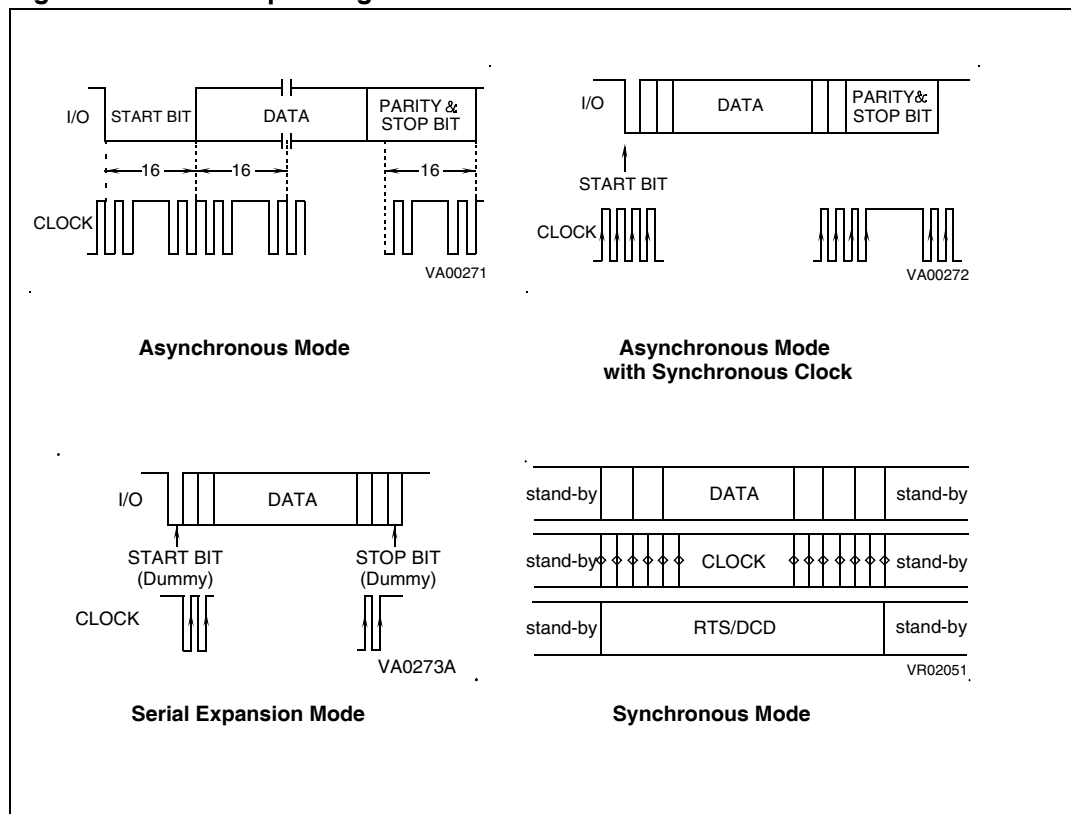 I/O
START BIT
DATA
PARITY &
STOP BIT
16
16
16
CLOCK
VA00271
Asynchronous Mode
I/O
DATA
PARITY&
STOP BIT
START BIT
CLOCK
VA00272
Asynchronous Mode
with Synchronous Clock
I/O
DATA
START BIT
(Dummy)
STOP BIT
(Dummy)
CLOCK
VA0273A
Serial Expansion Mode
stand-by
DATA
stand-by
stand-by
CLOCK
stand-by
stand-by
RTS/DCD
stand-by
VR02051
Synchronous Mode